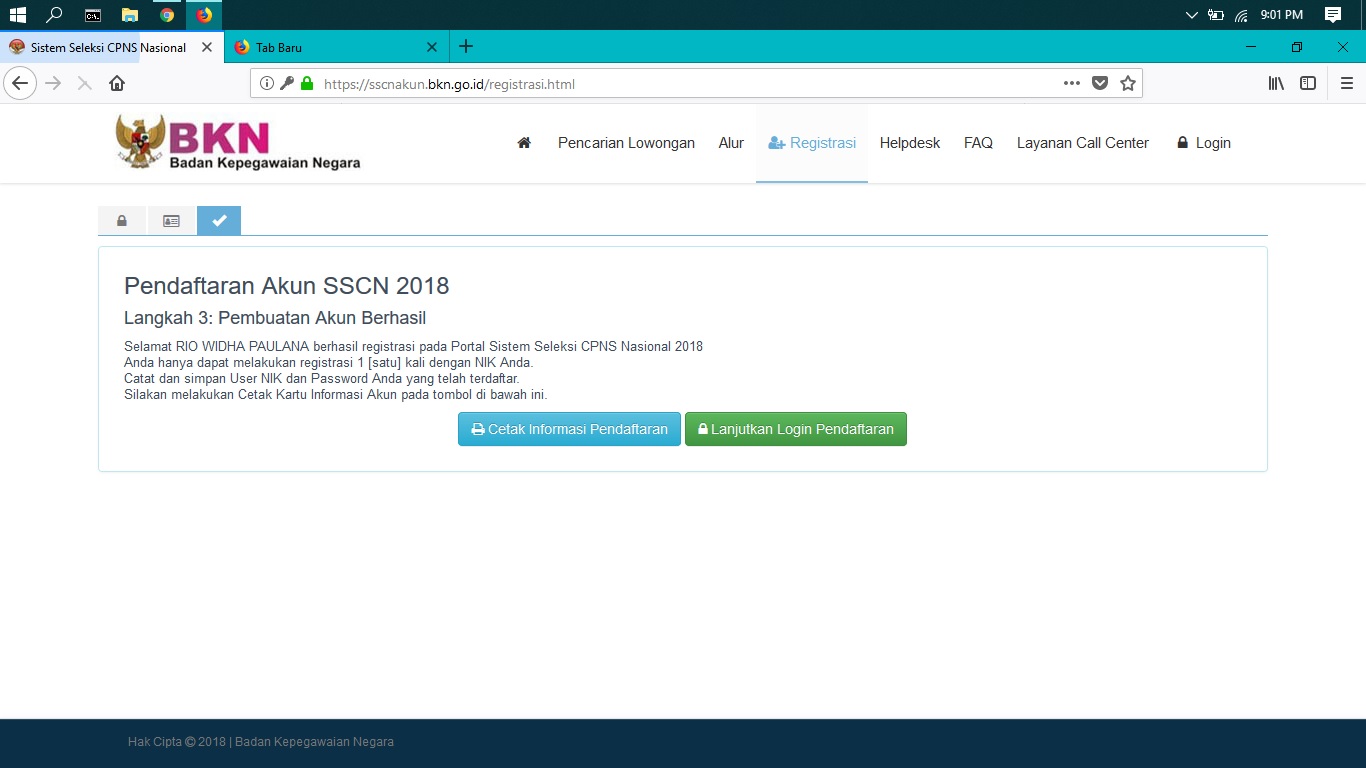 9:01 PM
Sistem Seleksi CPNS Nasional
Tab Baru
https://sscnakun.bkn.go.id/registrasi.html
BKN
Badan Kepegawaian Negara
Pencarian Lowongan
Alur
Registrasi
Helpdesk
FAQ
Layanan Call Center
Login
Pendaftaran Akun SSCN 2018
Langkah 3: Pembuatan Akun Berhasil
Selamat RIO WIDHA PAULANA berhasil registrasi pada Portal Sistem Seleksi CPNS Nasional 2018
Anda hanya dapat melakukan registrasi 1 [satu] kali dengan NIK Anda.
Catat dan simpan User NIK dan Password Anda yang telah terdaftar.
Silakan melakukan Cetak Kartu Informasi Akun pada tombol di bawah ini.
Cetak Informasi Pendaftaran
Lanjutkan Login Pendaftaran
Hak Cipta © 2018 | Badan Kepegawaian Negara